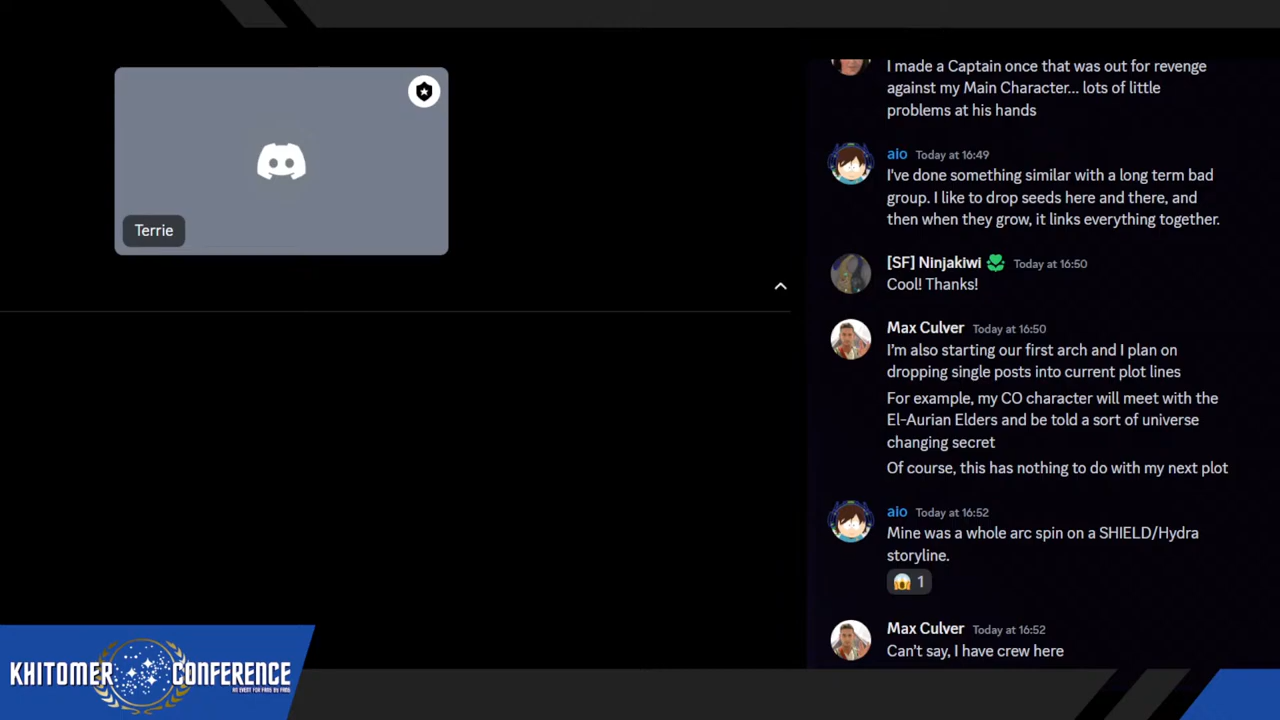 Terrie
I made a Captain once that was out for revenge
against my Main Character... lots of little
problems at his hands
aio Today at 16:49
I've done something similar with a long term bad
group. I like to drop seeds here and there, and
then when they grow, it links everything together.
[SF] Ninjakiwi Today at 16:50
Cool! Thanks!
Max Culver Today at 16:50
I'm also starting our first arch and I plan on
dropping single posts into current plot lines
For example, my CO character will meet with the
El-Aurian Elders and be told a sort of universe
changing secret
Of course, this has nothing to do with my next plot
aio Today at 16:52
Mine was a whole arc spin on a SHIELD/Hydra
storyline.
1
Max Culver Today at 16:52
Can't say, I have crew here
KHITOMER CONFERENCE
AN EVENT FOR FANS BY FANS